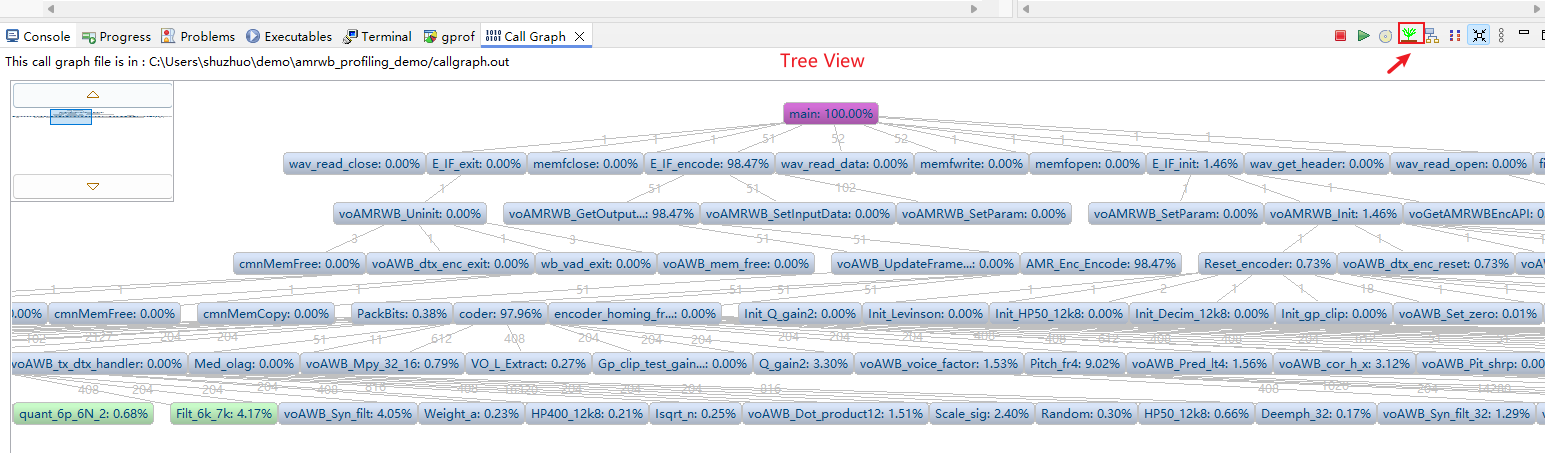 Console Progress Problems Executables Terminal gprof Call Graph
This call graph file is in : C:\Users\shuzhuo\demo\amrwb_profiling_demo/callgraph.out
Tree View
main: 100.00%
1 1 1 51 52 52 1 1 1 1
wav_read_close: 0.00% E_IF_exit: 0.00% memfclose: 0.00% E_IF_encode: 98.47% wav_read_data: 0.00% memfwrite: 0.00% memfopen: 0.00% E_IF_init: 1.46% wav_get_header: 0.00% wav_read_open: 0.00% fi
1 51 51 102 1 1 1
voAMRWB_Uninit: 0.00% voAMRWB_GetOutput...: 98.47% voAMRWB_SetInputData: 0.00% voAMRWB_SetParam: 0.00% voAMRWB_SetParam: 0.00% voAMRWB_Init: 1.46% voGetAMRWBEncAPI: 0
3 1 1 3 51 51 1 1
cmnMemFree: 0.00% voAWB_dtx_enc_exit: 0.00% wb_vad_exit: 0.00% voAWB_mem_free: 0.00% voAWB_UpdateFrame...: 0.00% AMR_Enc_Encode: 98.47% Reset_encoder: 0.73% voAWB_dtx_enc_reset: 0.73% voAW
1 1 1 51 51 51 1 1 1 2 1 1 18
0.00% cmnMemFree: 0.00% cmnMemCopy: 0.00% PackBits: 0.38% coder: 97.96% encoder_homing_fr...: 0.00% Init_Q_gain2: 0.00% Init_Levinson: 0.00% Init_HP50_12k8: 0.00% Init_Decim_12k8: 0.00% Init_gp_clip: 0.00% voAWB_Set_zero: 0.01%
102 2127 204 51 11 612 408 204 204 204 408 612
voAWB_tx_dtx_handler: 0.00% Med_olag: 0.00% voAWB_Mpy_32_16: 0.79% VO_L_Extract: 0.27% Gp_clip_test_gain...: 0.00% Q_gain2: 3.30% voAWB_voice_factor: 1.53% Pitch_fr4: 9.02% voAWB_Pred_lt4: 1.56% voAWB_cor_h_x: 3.12% voAWB_Pit_shrp: 0.00
408 204 204 408 816 408 10320 204 204 204 816 408 1020 14280
quant_6p_6N_2: 0.68% Filt_6k_7k: 4.17% voAWB_Syn_filt: 4.05% Weight_a: 0.23% HP400_12k8: 0.21% Isqrt_n: 0.25% voAWB_Dot_product12: 1.51% Scale_sig: 2.40% Random: 0.30% HP50_12k8: 0.66% Deemph_32: 0.17% voAWB_Syn_filt_32: 1.29%